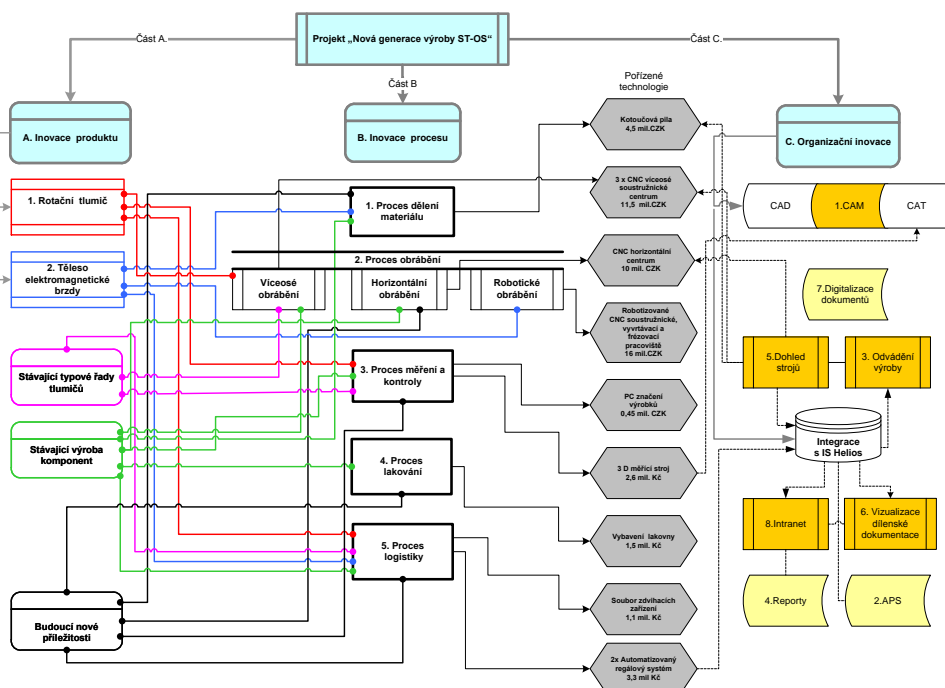 Projekt „Nová generace výroby ST-OS“
Část A.
Část B
Část C.
A. Inovace produktu
B. Inovace procesu
C. Organizační inovace
Pořízené
technologie
1. Rotační tlumič
2. Těleso
elektromagnetické
brzdy
Stávající typové řady
tlumičů
Stávající výroba
komponent
Budoucí nové
příležitosti
1. Proces dělení
materiálu
2. Proces obrábění
Víceosé
obrábění
Horizontální
obrábění
Robotické
obrábění
3. Proces měření a
kontroly
4. Proces
lakování
5. Proces
logistiky
Kotoučová pila
4,5 mil.CZK
3 x CNC víceosé
soustružnické
centrum
11,5 mil.CZK
CNC horizontální
centrum
10 mil. CZK
Robotizované
CNC soustružnické,
vyvrtávací a
frézovací
pracoviště
16 mil.CZK
PC značení
výrobků
0,45 mil. CZK
3 D měřící stroj
2,6 mil. Kč
Vybavení lakovny
1,5 mil. Kč
Soubor zdvihacích
zařízení
1,1 mil. Kč
2x Automatizovaný
regálový systém
3,3 mil Kč
CAD
1.CAM
CAT
7.Digitalizace
dokumentů
5.Dohled
strojů
3. Odvádění
výroby
Integrace
s IS Helios
8.Intranet
6. Vizualizace
dílenské
dokumentace
4.Reporty
2.APS